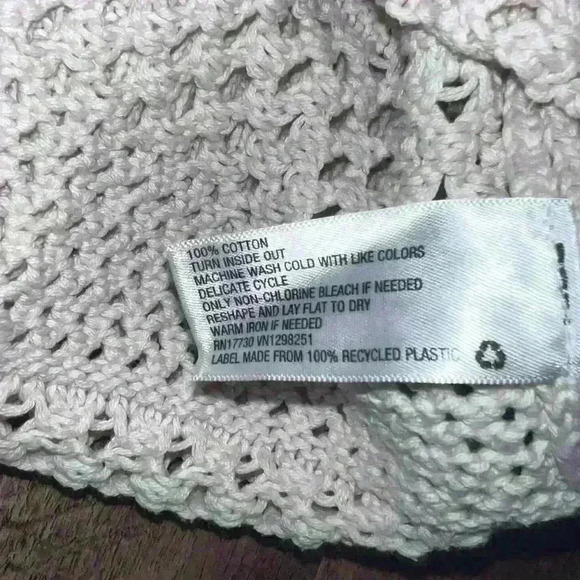 100% COTTON
TURN INSIDE OUT
MACHINE WASH COLD WITH LIKE COLORS
DELICATE CYCLE
ONLY NON-CHLORINE BLEACH IF NEEDED
RESHAPE AND LAY FLAT TO DRY
WARM IRON IF NEEDED
RN17730 VN1298251
LABEL MADE FROM 100% RECYCLED PLASTIC